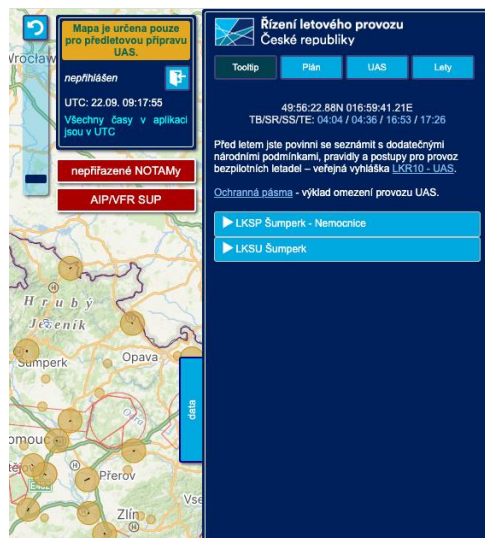 Mapa je určena pouze
pro předletovou přípravu
UAS.
nepřihlášen
UTC: 22.09. 09:17:55
Všechny časy v aplikaci
jsou v UTC
nepřiřazené NOTAMy
AIP/VFR SUP
Wrocław
Hrubý
Jeseník
Šumperk
Opava
Odra
omouc
Přerov
E462
Zlín
Vse
data
Řízení letového provozu
České republiky
Tooltip
Plán
UAS
Lety
49:56:22.88N 016:59:41.21E
TB/SR/SS/TE: 04:04 / 04:36 / 16:53 / 17:26
Před letem jste povinni se seznámit s dodatečnými
národními podmínkami, pravidly a postupy pro provoz
bezpilotních letadel – veřejná vyhláška LKR10 - UAS.
Ochranná pásma - výklad omezení provozu UAS.
LKSP Šumperk - Nemocnice
LKSU Šumperk